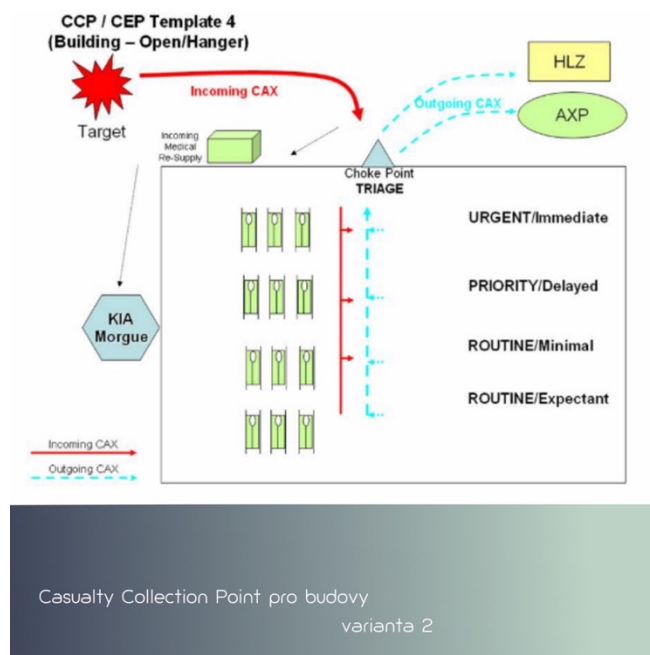 CCP / CEP Template 4
(Building – Open/Hanger)
Target
Incoming CAX
Outgoing CAX
HLZ
AXP
Incoming
Medical
Re-Supply
Choke Point
TRIAGE
URGENT/Immediate
PRIORITY/Delayed
ROUTINE/Minimal
ROUTINE/Expectant
KIA
Morgue
Incoming CAX
Outgoing CAX
Casualty Collection Point pro budovy
varianta 2